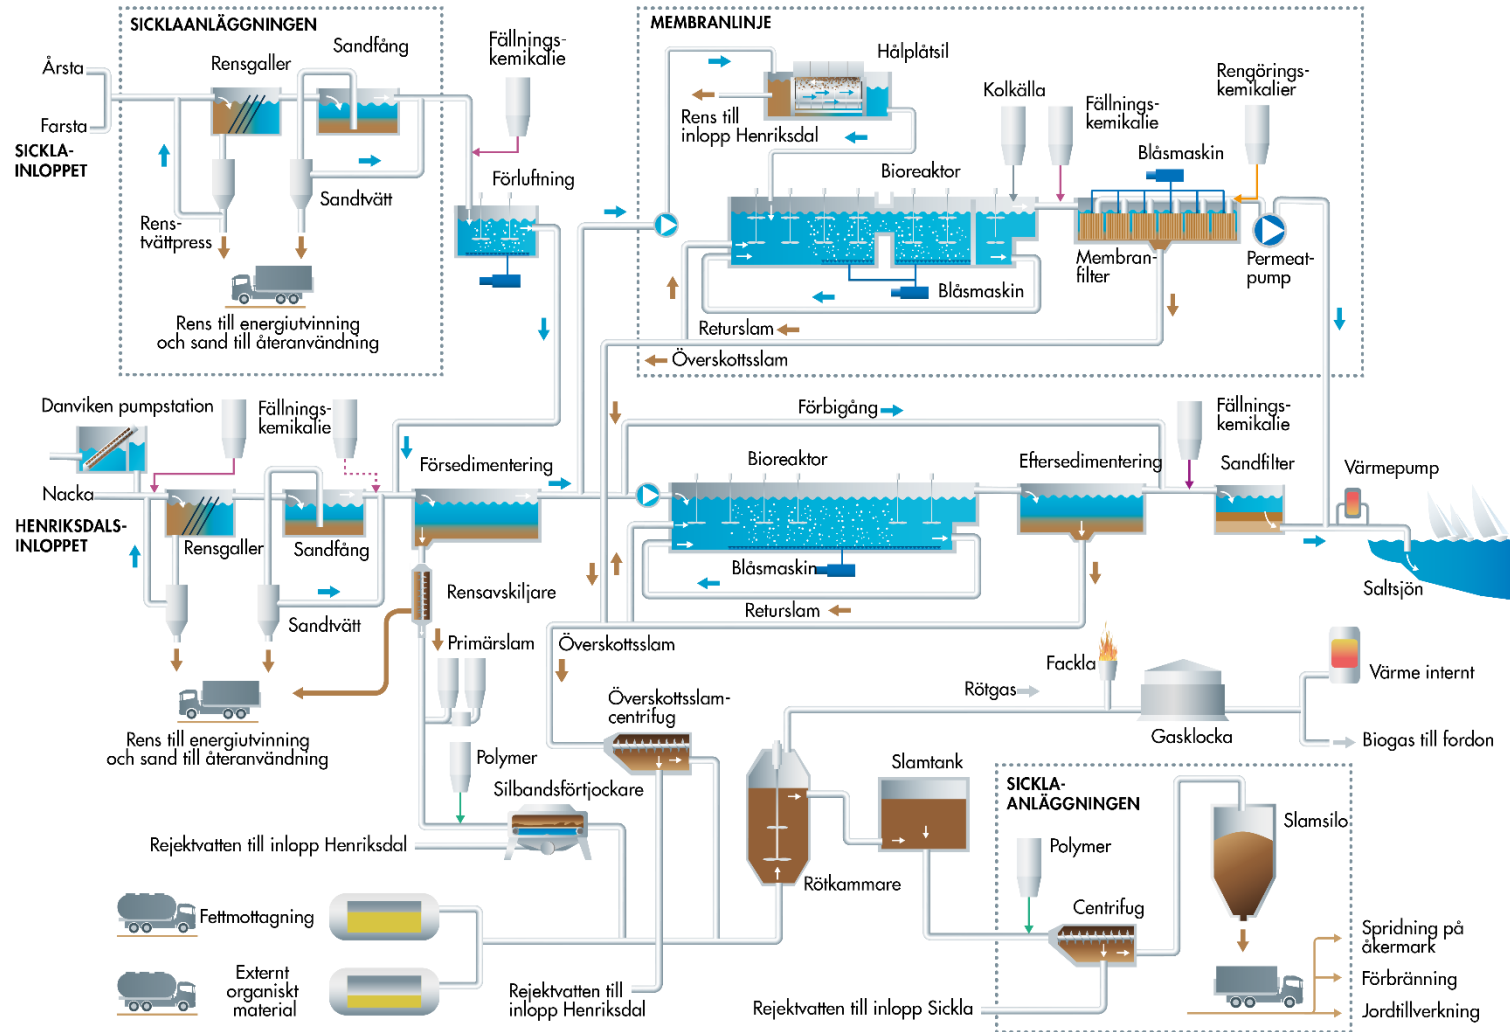 SICKLAANLÄGGNINGEN
Årsta
Farsta
SICKLA-
INLOPPET
Rensgaller
Sandfång
Sandtvätt
Rens-
tvättpress
Rens till energiutvinning
och sand till återanvändning
Fällnings-
kemikalie
Förluftning
MEMBRANLINJE
Hålplåtsil
Rens till
inlopp Henriksdal
Kolkälla
Fällnings-
kemikalie
Rengörings-
kemikalier
Blåsmaskin
Bioreaktor
Membran-
filter
Permeat-
pump
Blåsmaskin
Returslam
Överskottsslam
Danviken pumpstation
Fällnings-
kemikalie
Nacka
HENRIKSDALS-
INLOPPET
Rensgaller
Sandfång
Försedimentering
Förbigång
Bioreaktor
Blåsmaskin
Returslam
Eftersedimentering
Fällnings-
kemikalie
Sandfilter
Värmepump
Saltsjön
Sandtvätt
Rensavskiljare
Primärslam
Överskottsslam
Rens till energiutvinning
och sand till återanvändning
Överskottsslam-
centrifug
Polymer
Silbandsförtjockare
Rejektvatten till inlopp Henriksdal
Fettmottagning
Externt
organiskt
material
Rejektvatten till
inlopp Henriksdal
Rötkammare
Slamtank
Rötgas
Fackla
Gasklocka
Värme internt
Biogas till fordon
SICKLA-
ANLÄGGNINGEN
Polymer
Centrifug
Slamsilo
Rejektvatten till inlopp Sickla
Spridning på
åkermark
Förbränning
Jordtillverkning